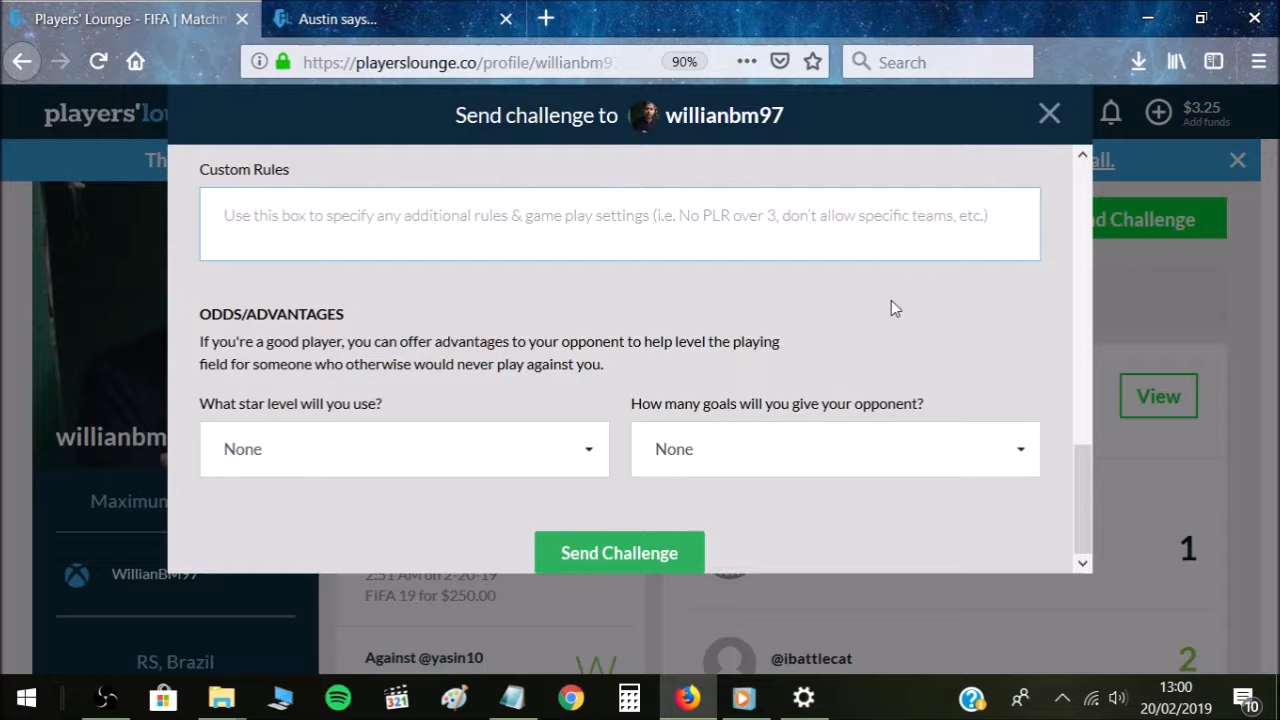 Players' Lounge - FIFA | Matchm
Austin says...
https://playerslounge.co/profile/willianbm97
90%
Search
players'lou
Send challenge to willianbm97
$3.25
Add funds
Th
all.
Custom Rules
Use this box to specify any additional rules & game play settings (i.e. No PLR over 3, don't allow specific teams, etc.)
nd Challenge
ODDS/ADVANTAGES
If you're a good player, you can offer advantages to your opponent to help level the playing
field for someone who otherwise would never play against you.
What star level will you use?
How many goals will you give your opponent?
None
None
View
willianbm
Maximum
Send Challenge
1
WillianBM97
2:51 AM on 2-20-19
FIFA 19 for $250.00
RS, Brazil
Against @yasin10
W
@ibattlecat
2
321
13:00
20/02/2019
10